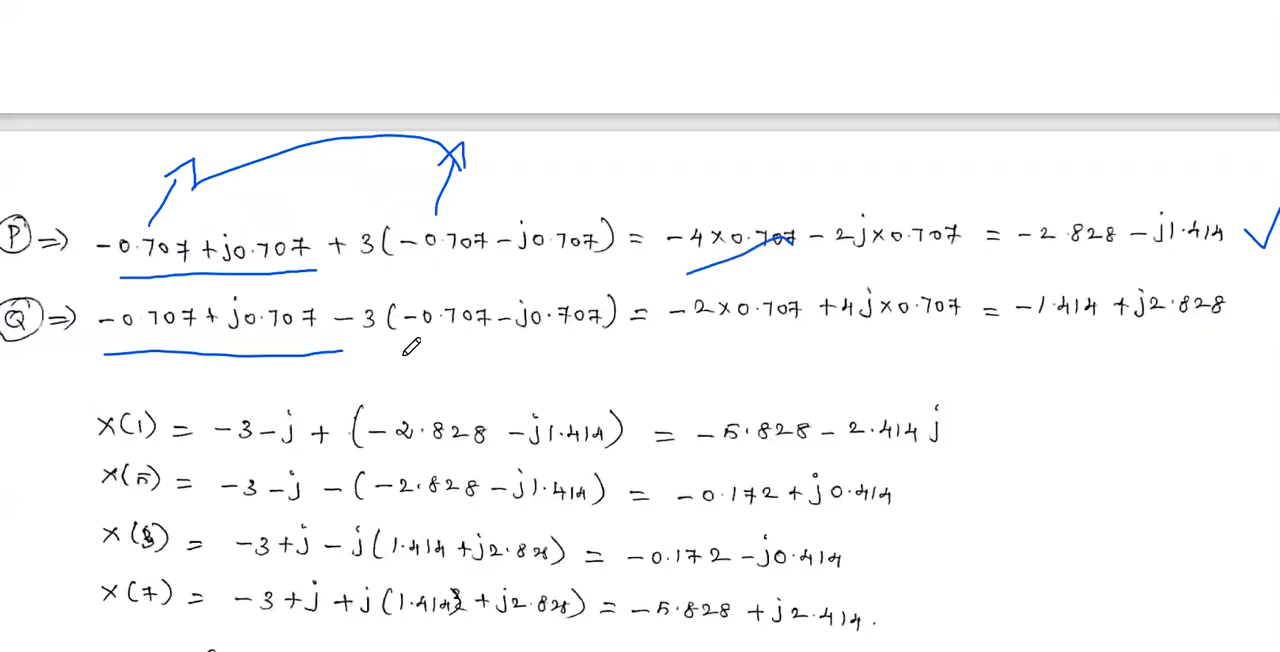 (P) => -0.707 + j0.707 + 3(-0.707 - j0.707) = -4 x 0.707 - 2j x 0.707 = -2.828 - j1.414
(Q) => -0.707 + j0.707 - 3(-0.707 - j0.707) = -2 x 0.707 + 4j x 0.707 = -1.414 + j2.828
X(1) = -3 - j + (-2.828 - j1.414) = -5.828 - 2.414j
X(5) = -3 - j - (-2.828 - j1.414) = -0.172 + j0.414
X(3) = -3 + j - j(1.414 + j2.828) = -0.172 - j0.414
X(7) = -3 + j + j(1.414 + j2.828) = -5.828 + j2.414.